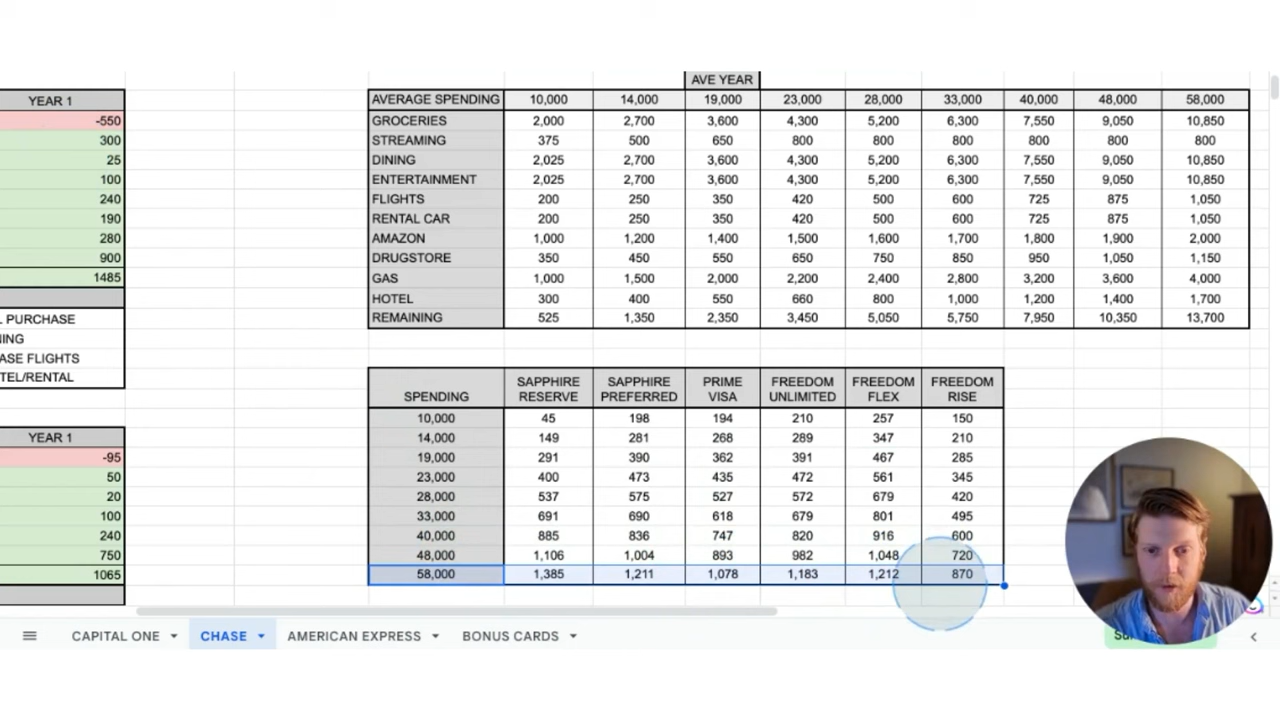 YEAR 1
-550
300
25
100
240
190
280
900
1485
L PURCHASE
NING
ASE FLIGHTS
TEL/RENTAL
YEAR 1
-95
50
20
100
240
750
1065
AVE YEAR
AVERAGE SPENDING 10,000 14,000 19,000 23,000 28,000 33,000 40,000 48,000 58,000
GROCERIES 2,000 2,700 3,600 4,300 5,200 6,300 7,550 9,050 10,850
STREAMING 375 500 650 800 800 800 800 800 800
DINING 2,025 2,700 3,600 4,300 5,200 6,300 7,550 9,050 10,850
ENTERTAINMENT 2,025 2,700 3,600 4,300 5,200 6,300 7,550 9,050 10,850
FLIGHTS 200 250 350 420 500 600 725 875 1,050
RENTAL CAR 200 250 350 420 500 600 725 875 1,050
AMAZON 1,000 1,200 1,400 1,500 1,600 1,700 1,800 1,900 2,000
DRUGSTORE 350 450 550 650 750 850 950 1,050 1,150
GAS 1,000 1,500 2,000 2,200 2,400 2,800 3,200 3,600 4,000
HOTEL 300 400 550 660 800 1,000 1,200 1,400 1,700
REMAINING 525 1,350 2,350 3,450 5,050 5,750 7,950 10,350 13,700
SAPPHIRE SAPPHIRE PRIME FREEDOM FREEDOM FREEDOM
SPENDING RESERVE PREFERRED VISA UNLIMITED FLEX RISE
10,000 45 198 194 210 257 150
14,000 149 281 268 289 347 210
19,000 291 390 362 391 467 285
23,000 400 473 435 472 561 345
28,000 537 575 527 572 679 420
33,000 691 690 618 679 801 495
40,000 885 836 747 820 916 600
48,000 1,106 1,004 893 982 1,048 720
58,000 1,385 1,211 1,078 1,183 1,212 870
CAPITAL ONE CHASE AMERICAN EXPRESS BONUS CARDS